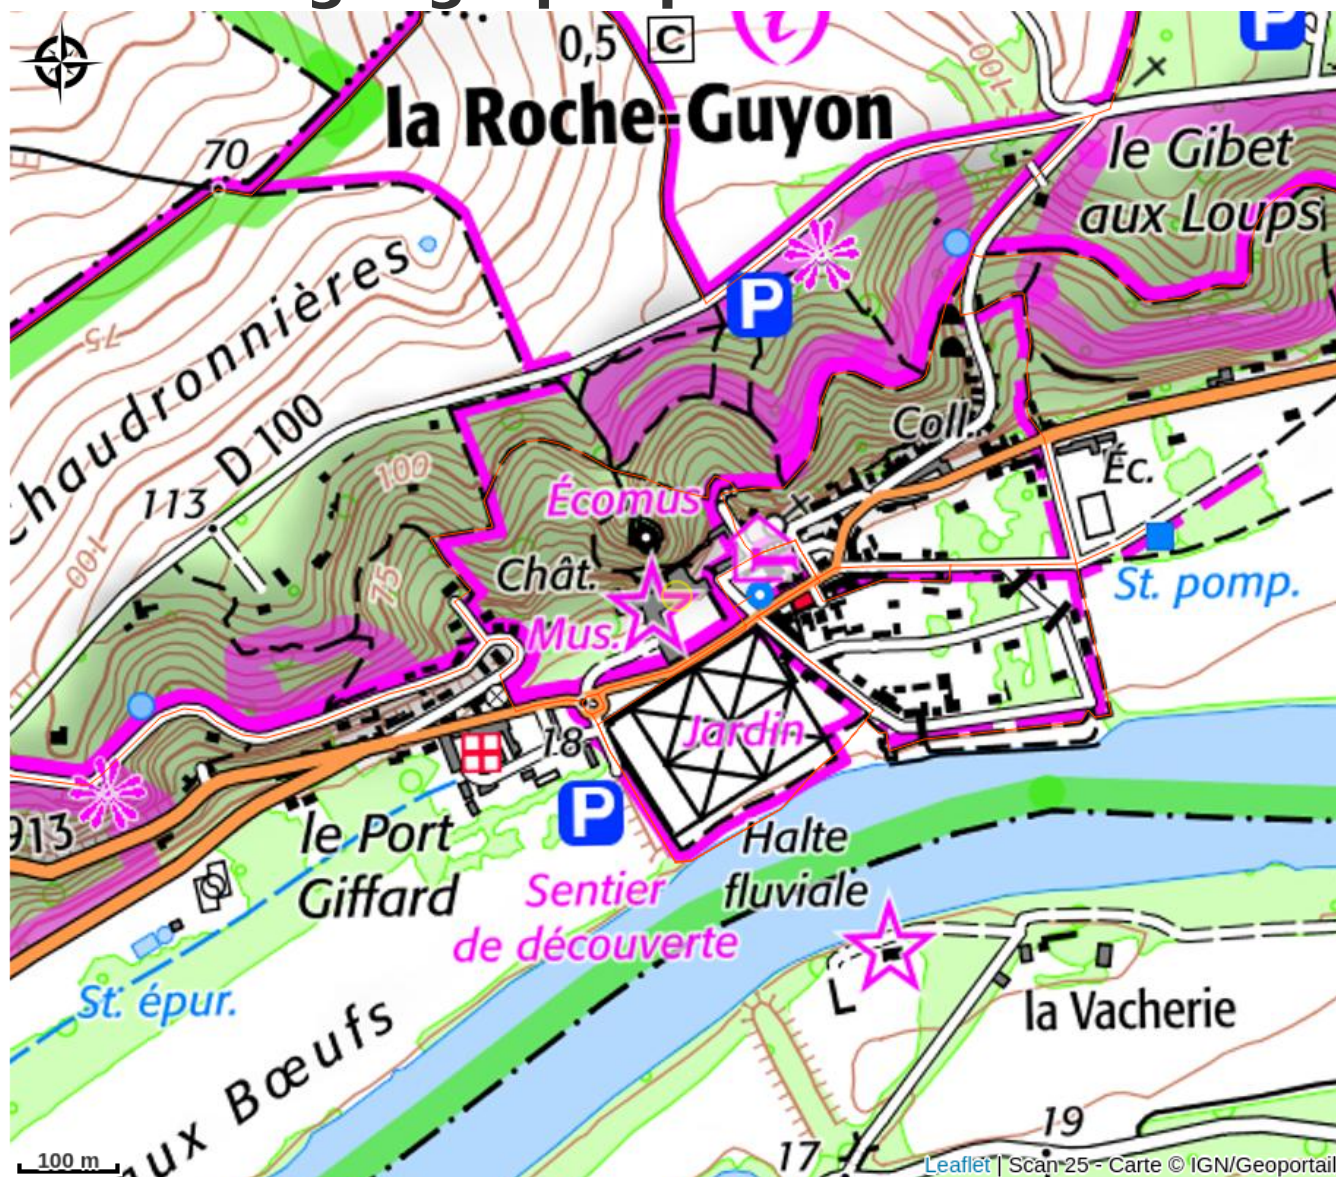 0,5 C
i
P
la Roche-Guyon
100
70
le Gibet
aux Loups
P
75
chaudronnières
D 100
113
100
100
75
Coll.
Éc.
Écomus
Chât.
Mus.
St. pomp.
Jardin
18
P
913
le Port
Giffard
Halte
fluviale
Sentier
de découverte
St. épur.
la Vacherie
aux Bœufs
19
17
100 m
Leaflet | Scan 25 - Carte © IGN/Geoportail